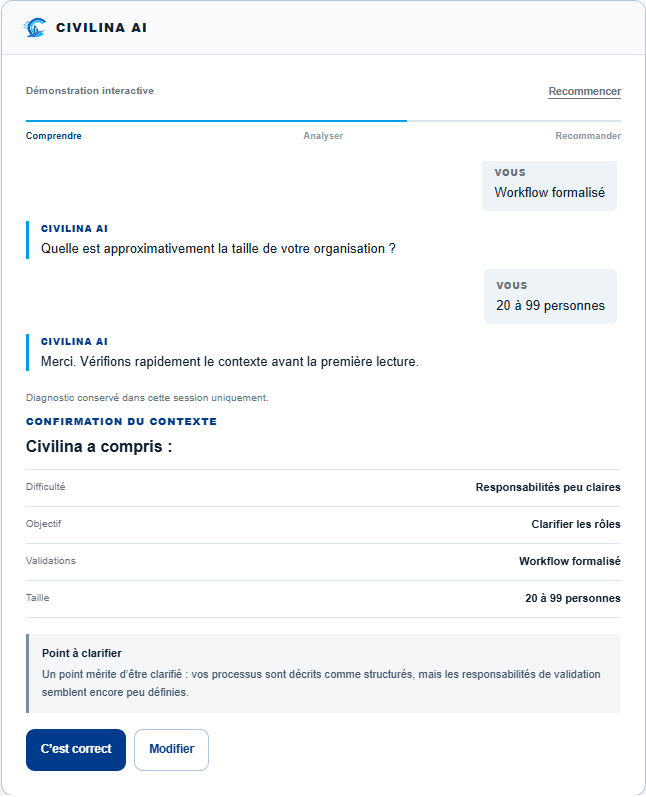 CIVILINA AI
Démonstration interactive
Recommencer
Comprendre
Analyser
Recommander
VOUS
Workflow formalisé
CIVILINA AI
Quelle est approximativement la taille de votre organisation ?
VOUS
20 à 99 personnes
CIVILINA AI
Merci. Vérifions rapidement le contexte avant la première lecture.
Diagnostic conservé dans cette session uniquement.
CONFIRMATION DU CONTEXTE
Civilina a compris :
Difficulté
Responsabilités peu claires
Objectif
Clarifier les rôles
Validations
Workflow formalisé
Taille
20 à 99 personnes
Point à clarifier
Un point mérite d'être clarifié : vos processus sont décrits comme structurés, mais les responsabilités de validation
semblent encore peu définies.
C'est correct
Modifier